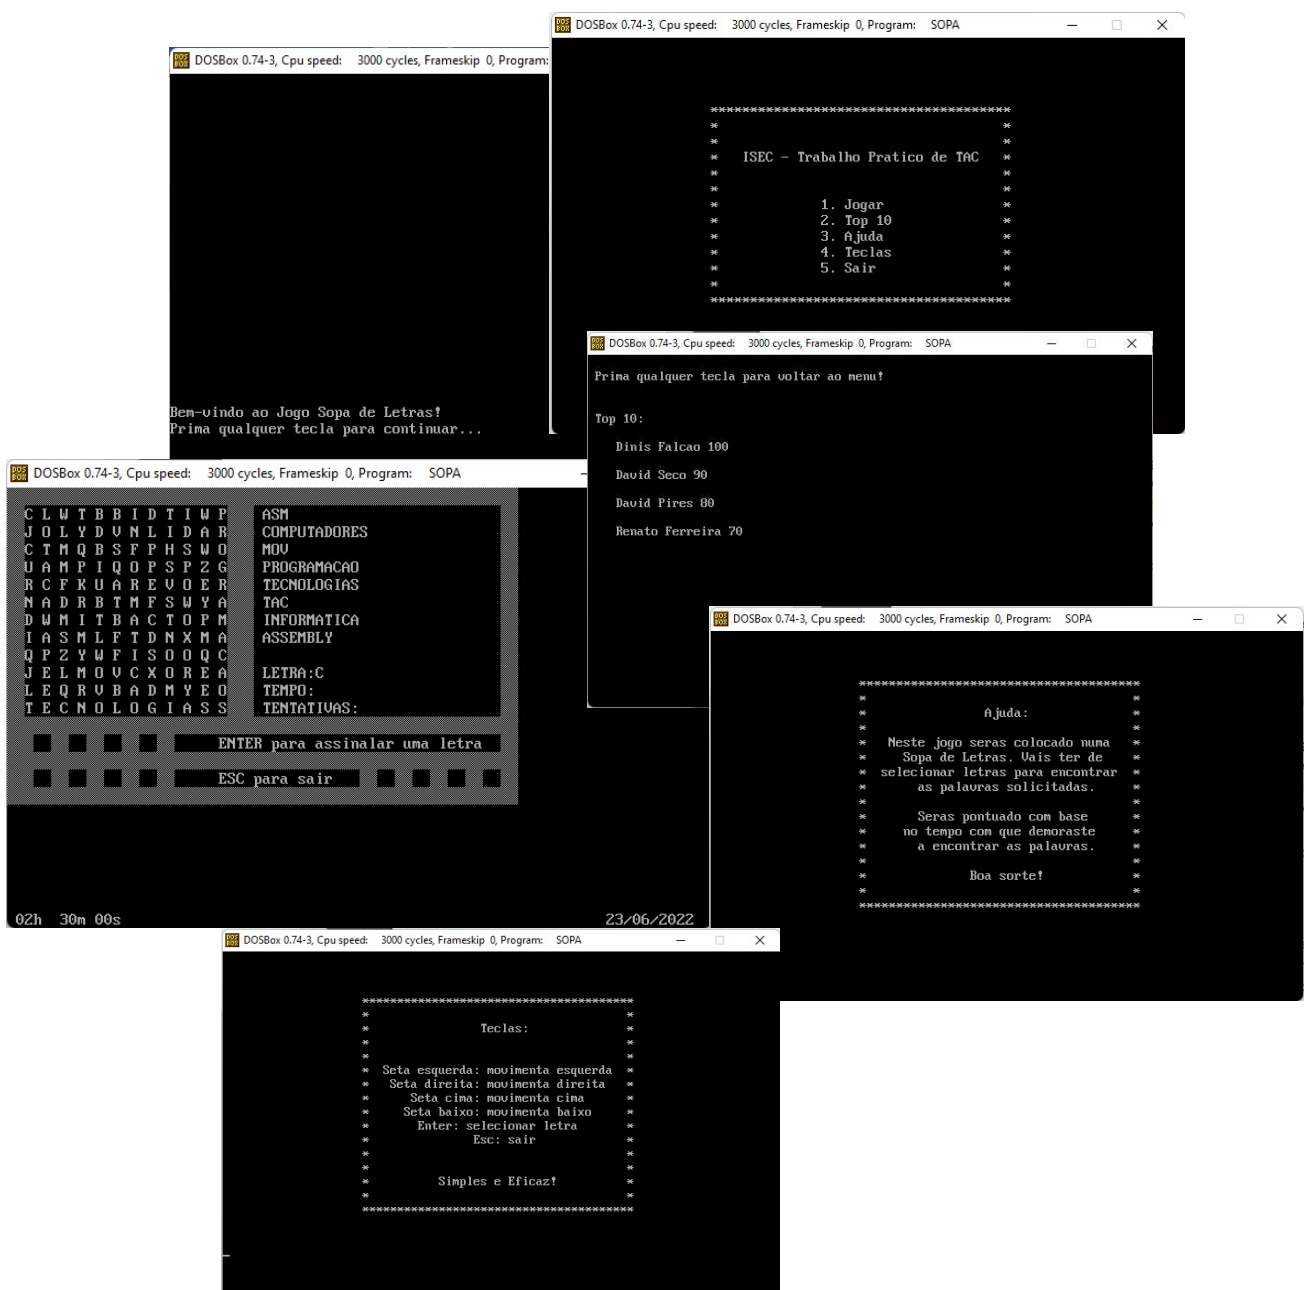 DOSBox 0.74-3, Cpu speed: 3000 cycles, Frameskip 0, Program: SOPA
DOSBox 0.74-3, Cpu speed: 3000 cycles, Frameskip 0, Program:
***************************************
* *
* *
* ISEC - Trabalho Pratico de TAC *
* *
* *
* 1. Jogar *
* 2. Top 10 *
* 3. Ajuda *
* 4. Teclas *
* 5. Sair *
* *
***************************************
Bem-vindo ao Jogo Sopa de Letras!
Prima qualquer tecla para continuar...
DOSBox 0.74-3, Cpu speed: 3000 cycles, Frameskip 0, Program: SOPA
Prima qualquer tecla para voltar ao menu!
Top 10:
Dinis Falcao 100
David Seco 90
David Pires 80
Renato Ferreira 70
DOSBox 0.74-3, Cpu speed: 3000 cycles, Frameskip 0, Program: SOPA
C L W T B B I D T I W P ASM
J O L Y D V N L I D A R COMPUTADORES
C T M Q B S F P H S W O MOV
U A M P I Q O P S P Z G PROGRAMACAO
R C F K U A R E V O E R TECNOLOGIAS
N A D R B T M F S W Y A TAC
D W M I T B A C T O P M INFORMATICA
I A S M L F T D N X M A ASSEMBLY
Q P Z Y W F I S O O Q C
J E L M O V C X O R E A LETRA:C
L E Q R V B A D M Y E O TEMPO:
T E C N O L O G I A S S TENTATIVAS:
ENTER para assinalar uma letra
ESC para sair
02h 30m 00s 23/06/2022
DOSBox 0.74-3, Cpu speed: 3000 cycles, Frameskip 0, Program: SOPA
***************************************
* *
* Ajuda: *
* *
* Neste jogo seras colocado numa *
* Sopa de Letras. Vais ter de *
* selecionar letras para encontrar *
* as palavras solicitadas. *
* *
* Seras pontuado com base *
* no tempo com que demoraste *
* a encontrar as palavras. *
* *
* Boa sorte! *
* *
***************************************
DOSBox 0.74-3, Cpu speed: 3000 cycles, Frameskip 0, Program: SOPA
***************************************
* *
* Teclas: *
* *
* *
* Seta esquerda: movimenta esquerda *
* Seta direita: movimenta direita *
* Seta cima: movimenta cima *
* Seta baixo: movimenta baixo *
* Enter: selecionar letra *
* Esc: sair *
* *
* *
* Simples e Eficaz! *
* *
***************************************